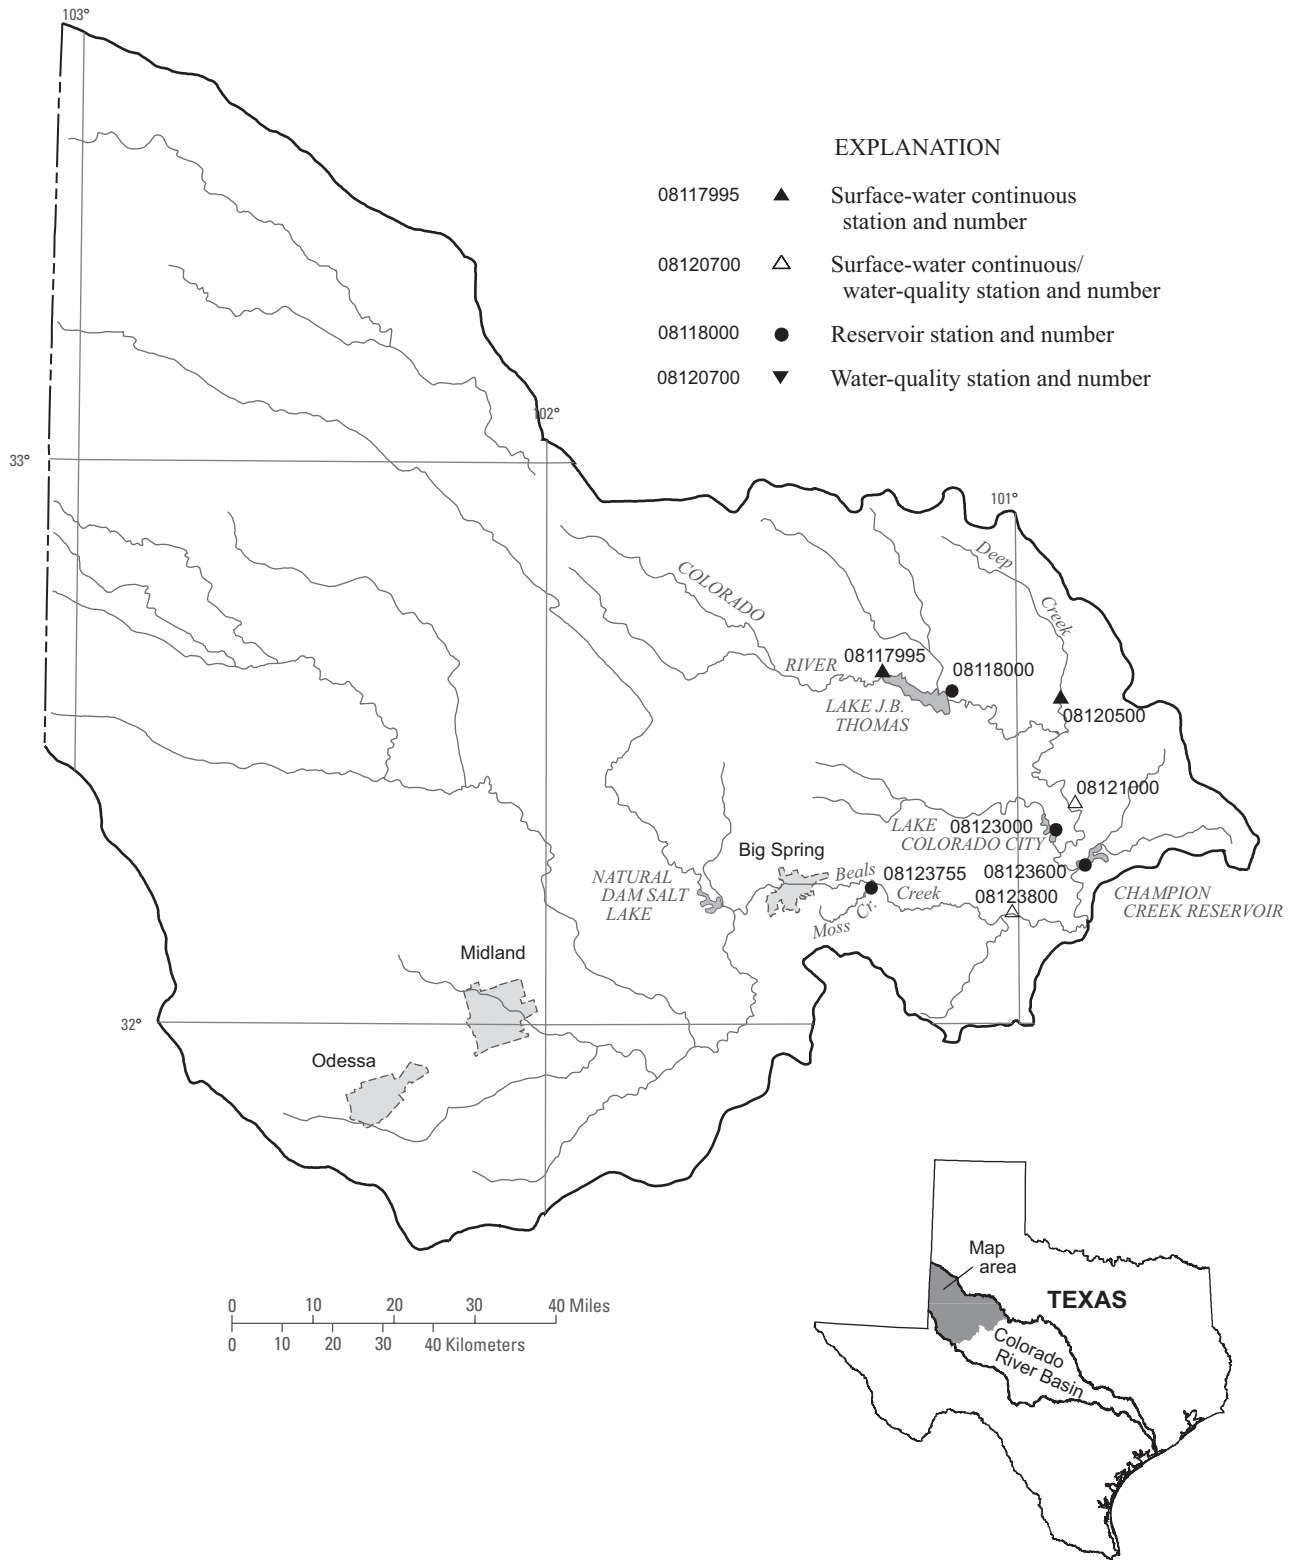 103°
EXPLANATION
08117995 Surface-water continuous
station and number
08120700 Surface-water continuous/
water-quality station and number
08118000 Reservoir station and number
08120700 Water-quality station and number
102°
33°
101°
Deep
Creek
COLORADO
RIVER
08117995
08118000
LAKE J.B.
THOMAS
08120500
08121000
LAKE
COLORADO CITY
08123000
Big Spring
Beals
Creek
08123755
08123600
NATURAL
DAM SALT
LAKE
08123800
CHAMPION
CREEK RESERVOIR
Moss Cr.
Midland
32°
Odessa
Map
area
TEXAS
0 10 20 30 40 Miles
0 10 20 30 40 Kilometers
Colorado
River Basin